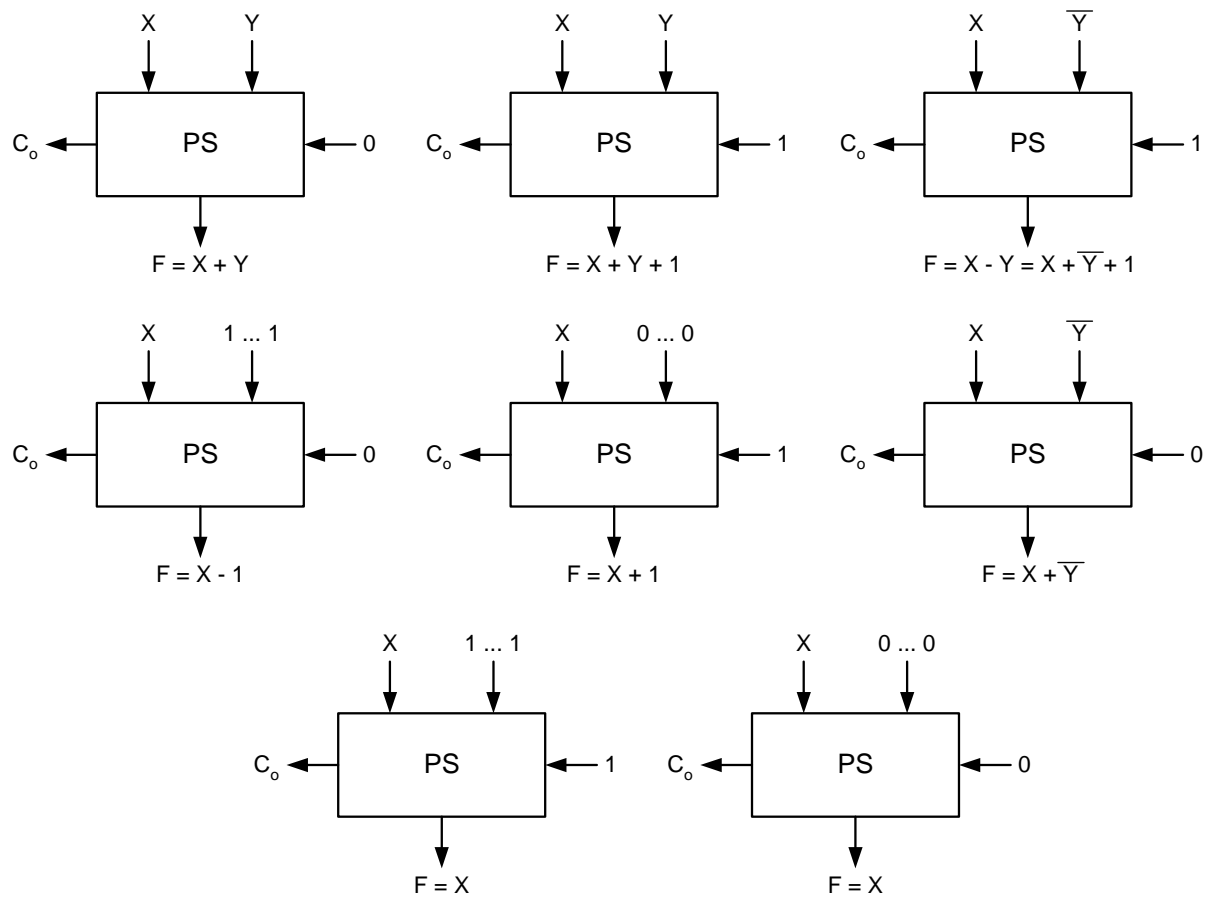 X Y X Y X Y̅
Cₒ PS 0 Cₒ PS 1 Cₒ PS 1
F = X + Y F = X + Y + 1 F = X - Y = X + Y̅ + 1
X 1 ... 1 X 0 ... 0 X Y̅
Cₒ PS 0 Cₒ PS 1 Cₒ PS 0
F = X - 1 F = X + 1 F = X + Y̅
X 1 ... 1 X 0 ... 0
Cₒ PS 1 Cₒ PS 0
F = X F = X